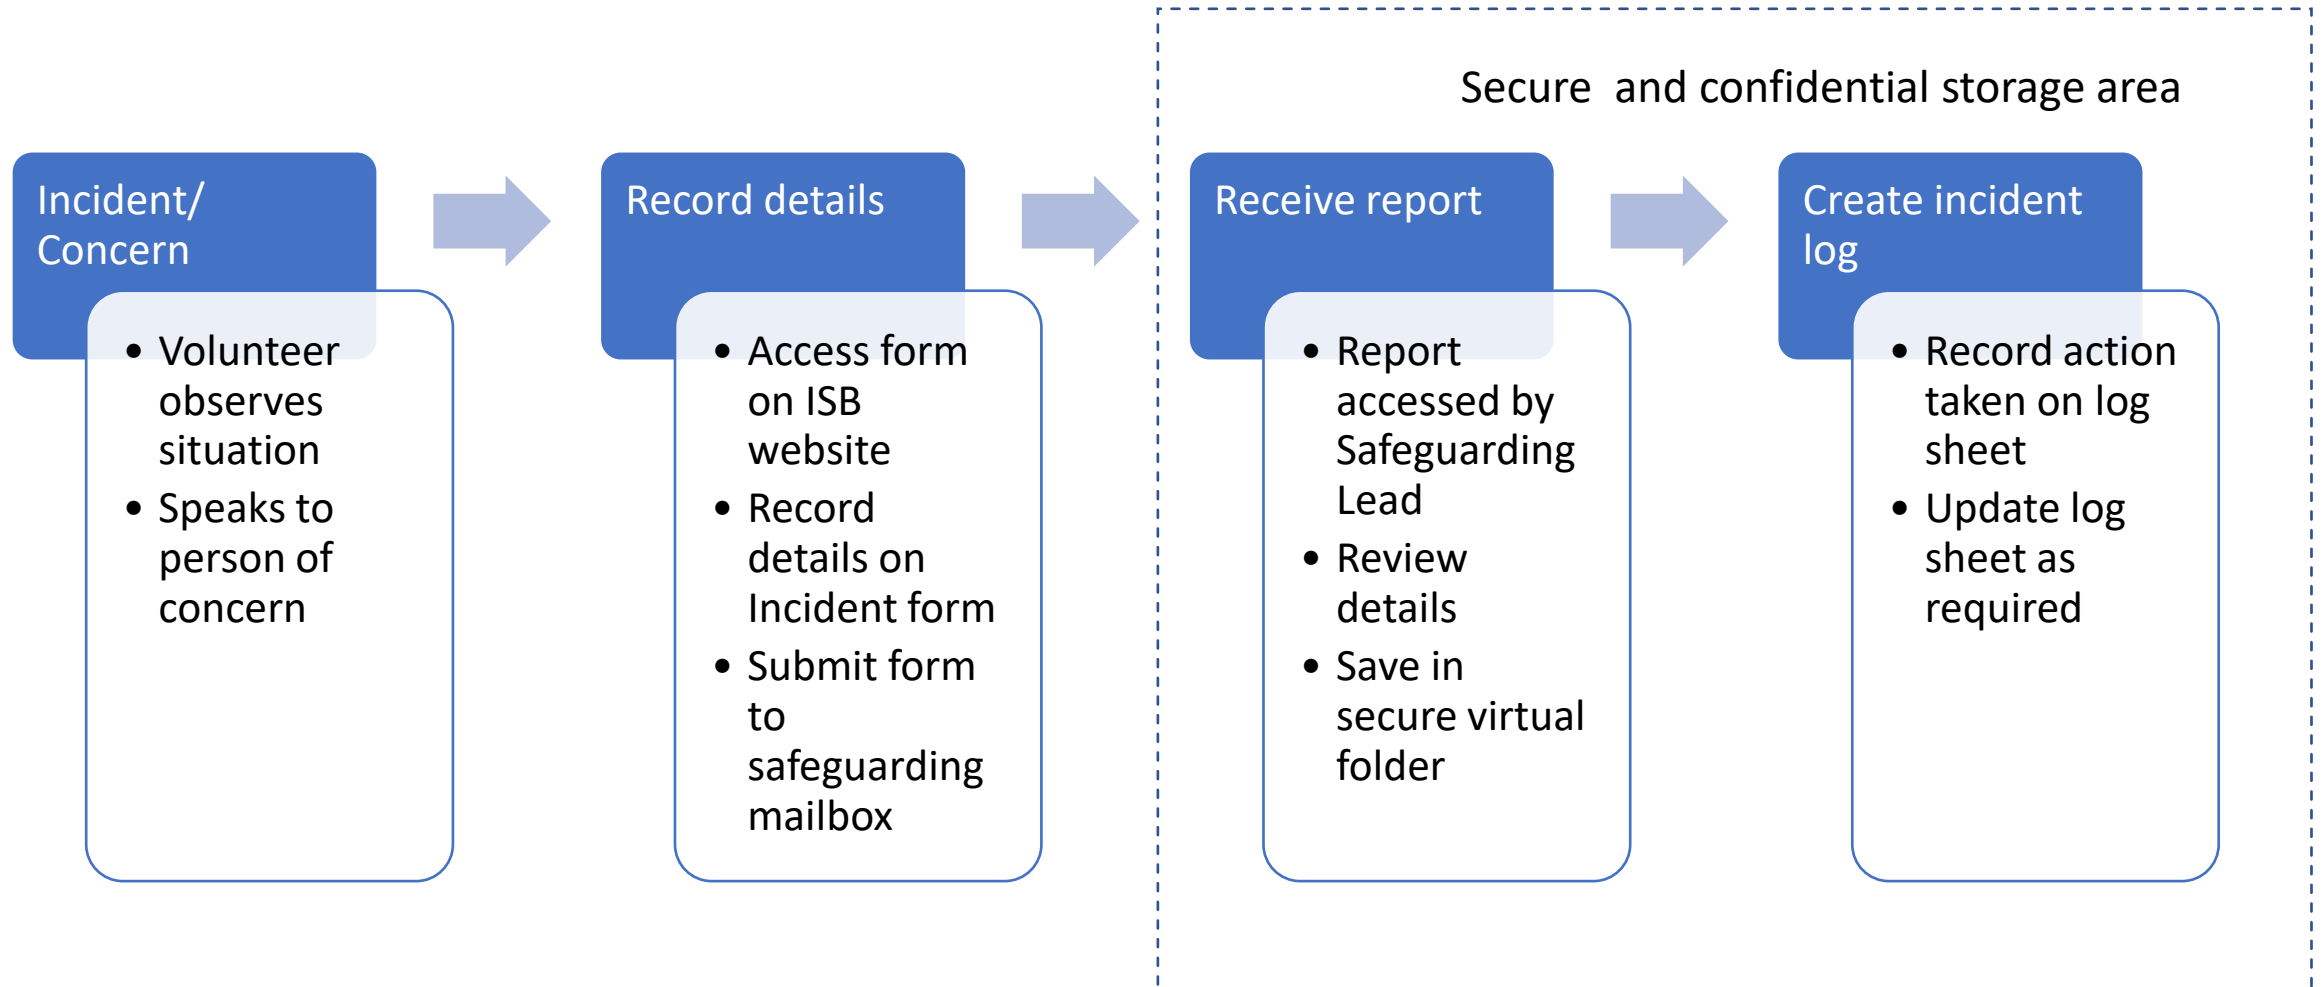 Secure  and confidential storage area
Incident/
Concern
• Volunteer
observes
situation
• Speaks to
person of
concern
Record details
• Access form
on ISB
website
• Record
details on
Incident form
• Submit form
to
safeguarding
mailbox
Receive report
• Report
accessed by
Safeguarding
Lead
• Review
details
• Save in
secure virtual
folder
Create incident
log
• Record action
taken on log
sheet
• Update log
sheet as
required